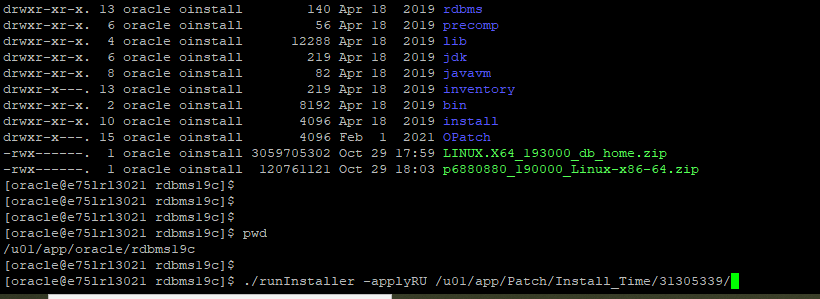 drwxr-xr-x. 13 oracle oinstall 140 Apr 18 2019 rdbms
drwxr-xr-x. 6 oracle oinstall 56 Apr 18 2019 precomp
drwxr-xr-x. 4 oracle oinstall 12288 Apr 18 2019 lib
drwxr-xr-x. 6 oracle oinstall 219 Apr 18 2019 jdk
drwxr-xr-x. 8 oracle oinstall 82 Apr 18 2019 javavm
drwxr-x---. 13 oracle oinstall 219 Apr 18 2019 inventory
drwxr-xr-x. 2 oracle oinstall 8192 Apr 18 2019 bin
drwxr-xr-x. 10 oracle oinstall 4096 Apr 18 2019 install
drwxr-x---. 15 oracle oinstall 4096 Feb 1 2021 OPatch
-rwx------. 1 oracle oinstall 3059705302 Oct 29 17:59 LINUX.X64_193000_db_home.zip
-rwx------. 1 oracle oinstall 120761121 Oct 29 18:03 p6880880_190000_Linux-x86-64.zip
[oracle@e75lrl3021 rdbms19c]$
[oracle@e75lrl3021 rdbms19c]$
[oracle@e75lrl3021 rdbms19c]$
[oracle@e75lrl3021 rdbms19c]$ pwd
/u01/app/oracle/rdbms19c
[oracle@e75lrl3021 rdbms19c]$
[oracle@e75lrl3021 rdbms19c]$ ./runInstaller -applyRU /u01/app/Patch/Install_Time/31305339/